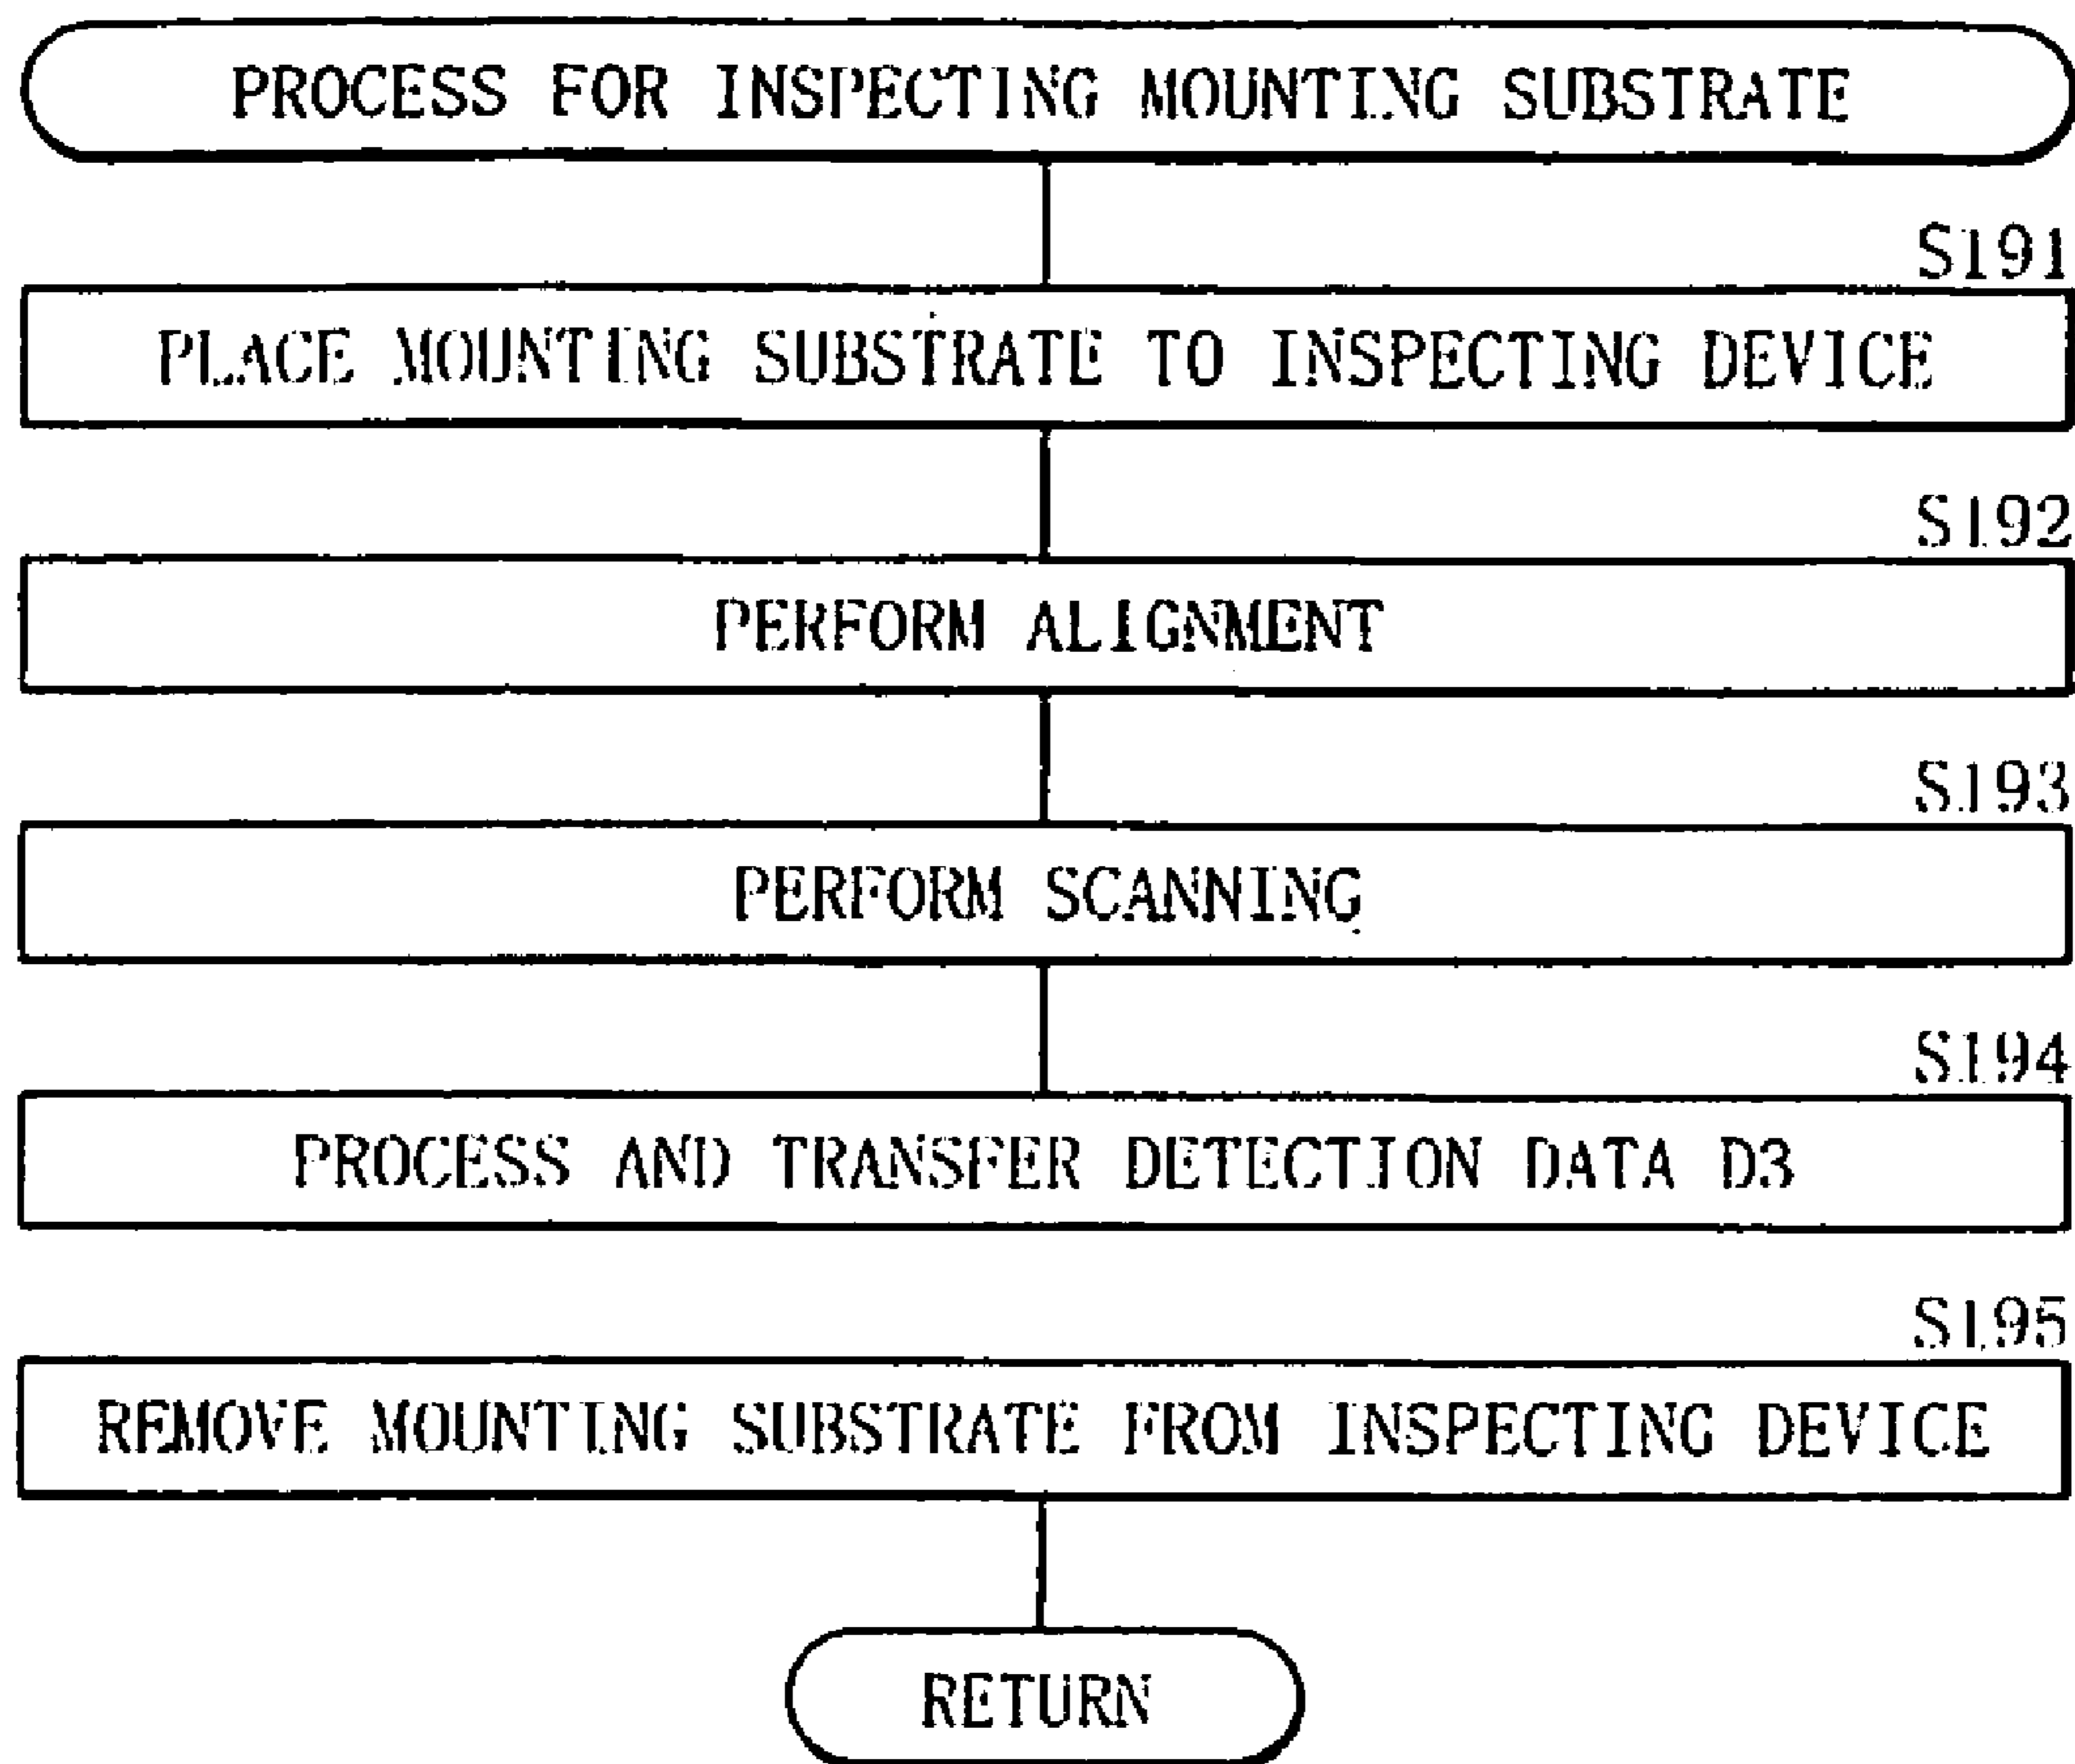 PROCESS FOR INSPECTING MOUNTING SUBSTRATE
S191
PLACE MOUNTING SUBSTRATE TO INSPECTING DEVICE
S192
PERFORM ALIGNMENT
S193
PERFORM SCANNING
S194
PROCESS AND TRANSFER DETECTION DATA D3
S195
REMOVE MOUNTING SUBSTRATE FROM INSPECTING DEVICE
RETURN